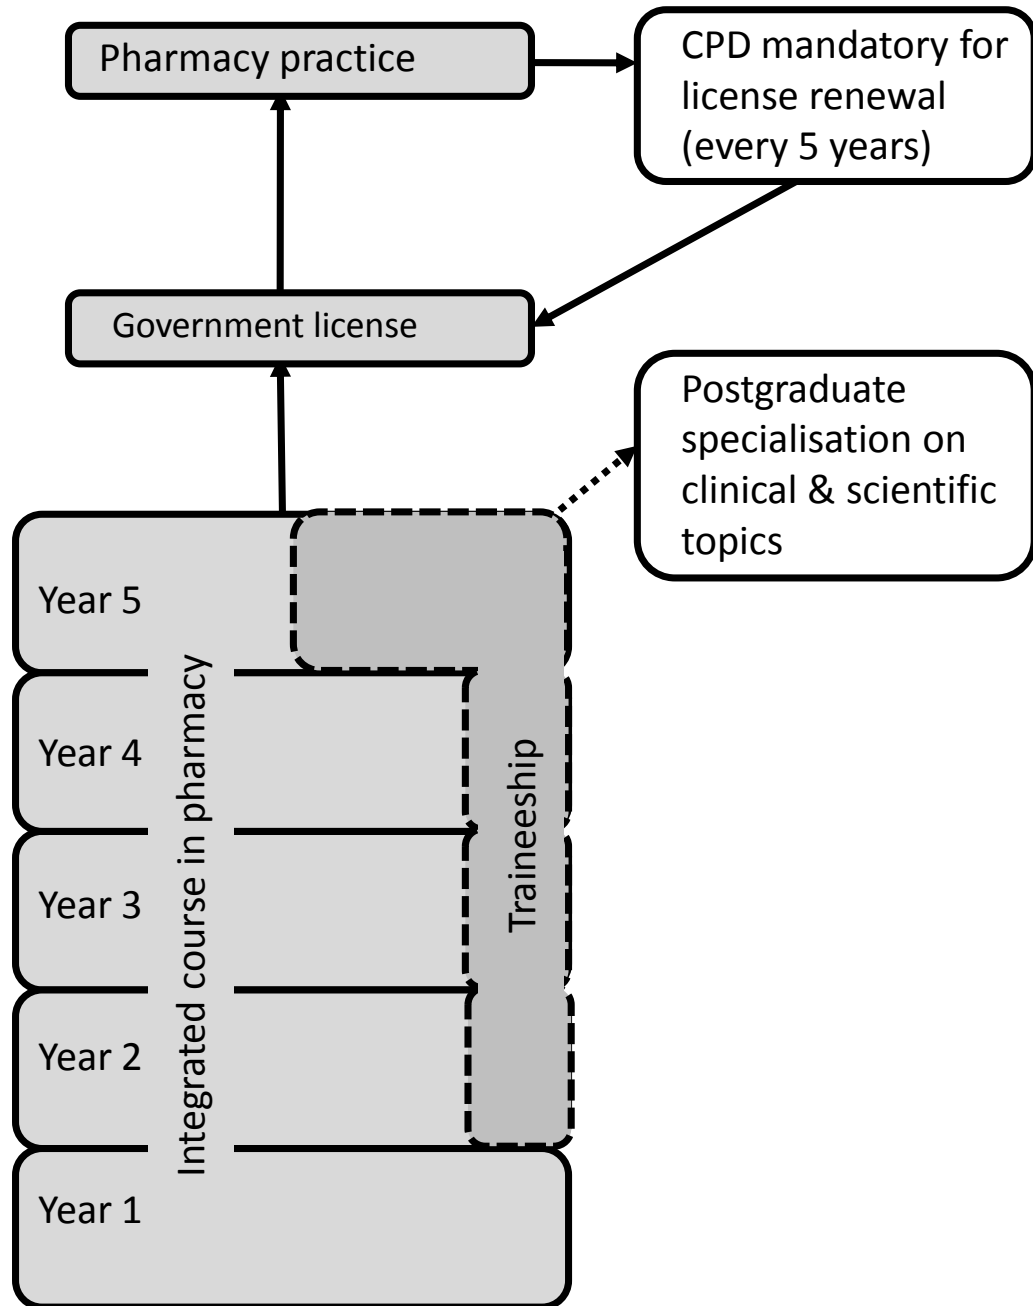 Pharmacy practice
CPD mandatory for
license renewal
(every 5 years)
Government license
Postgraduate
specialisation on
clinical & scientific
topics
Year 5
Year 4
Year 3
Year 2
Year 1
Integrated course in pharmacy
Traineeship